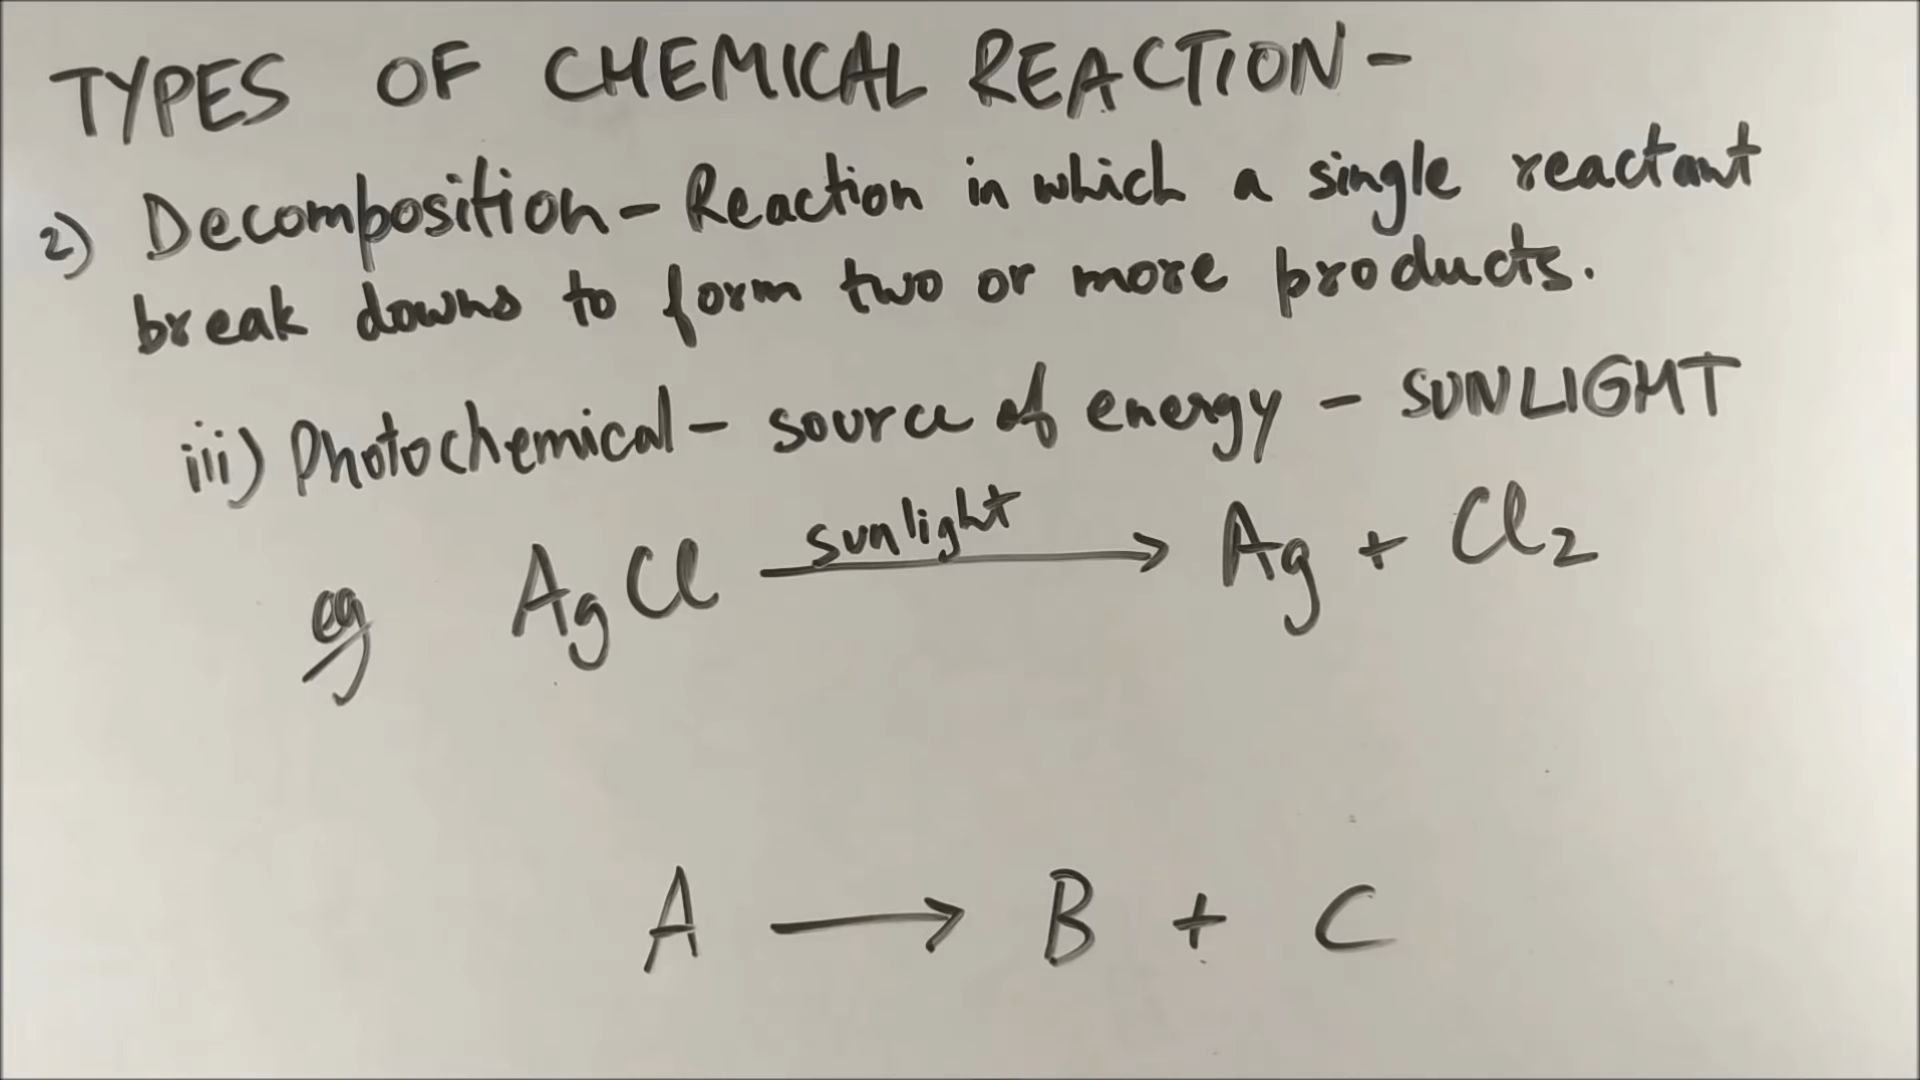 TYPES OF CHEMICAL REACTION -
2) Decomposition - Reaction in which a single reactant
break downs to form two or more products.
iii) Photochemical - source of energy - SUNLIGHT
sunlight
eg AgCl ⟶ Ag + Cl₂
A ⟶ B + C